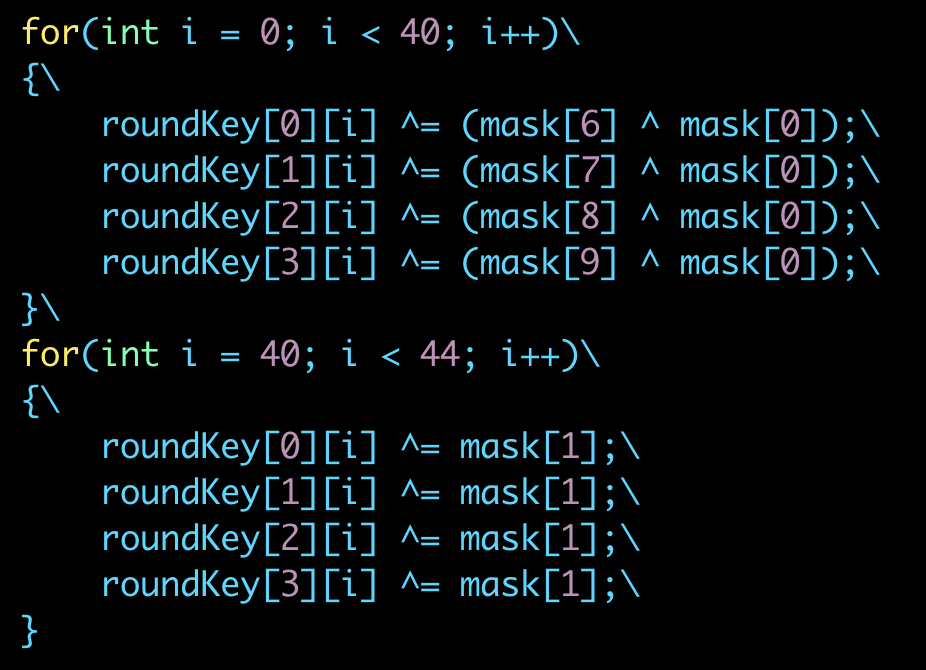 for(int i = 0; i < 40; i++)\
{\
    roundKey[0][i] ^= (mask[6] ^ mask[0]);\
    roundKey[1][i] ^= (mask[7] ^ mask[0]);\
    roundKey[2][i] ^= (mask[8] ^ mask[0]);\
    roundKey[3][i] ^= (mask[9] ^ mask[0]);\
}\
for(int i = 40; i < 44; i++)\
{\
    roundKey[0][i] ^= mask[1];\
    roundKey[1][i] ^= mask[1];\
    roundKey[2][i] ^= mask[1];\
    roundKey[3][i] ^= mask[1];\
}